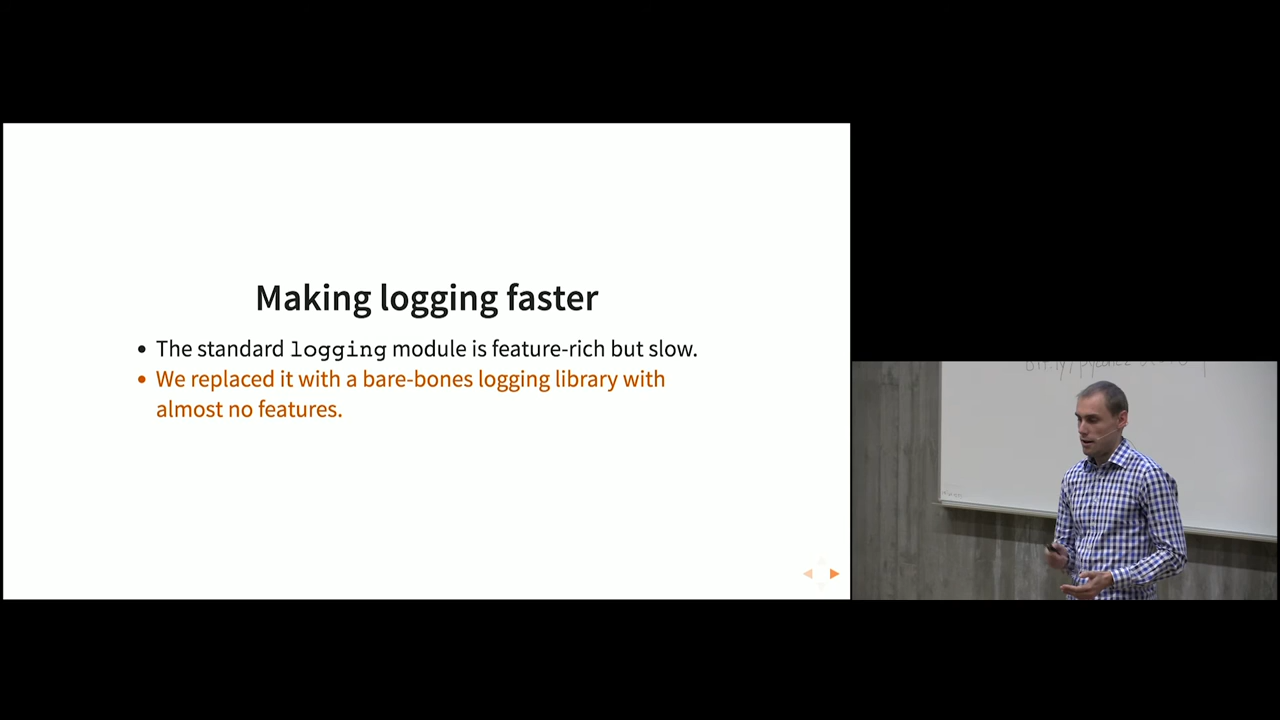 Making logging faster
• The standard logging module is feature-rich but slow.
• We replaced it with a bare-bones logging library with
almost no features.